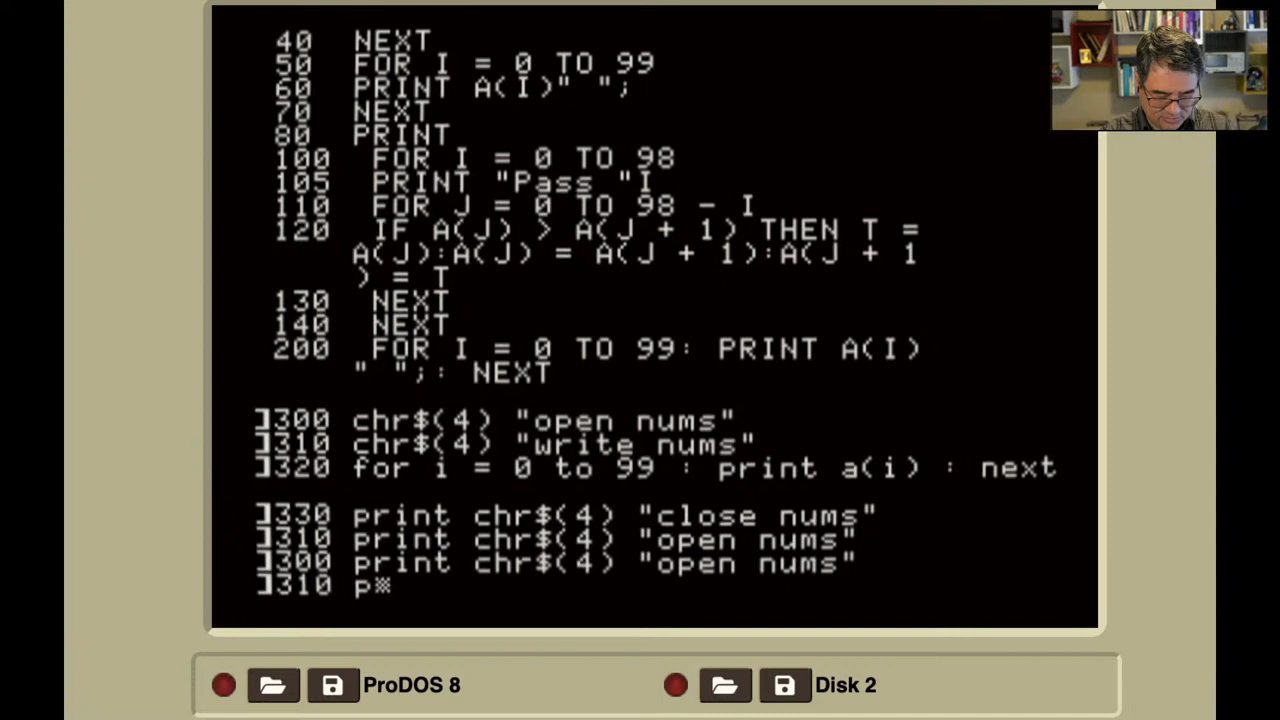 40 NEXT
50 FOR I = 0 TO 99
60 PRINT A(I)" ";
70 NEXT
80 PRINT
100 FOR I = 0 TO 98
105 PRINT "Pass "I
110 FOR J = 0 TO 98 - I
120 IF A(J) > A(J + 1) THEN T =
A(J):A(J) = A(J + 1):A(J + 1
) = T
130 NEXT
140 NEXT
200 FOR I = 0 TO 99: PRINT A(I)
" ";: NEXT
]300 chr$(4) "open nums"
]310 chr$(4) "write nums"
]320 for i = 0 to 99 : print a(i) : next
]330 print chr$(4) "close nums"
]310 print chr$(4) "open nums"
]300 print chr$(4) "open nums"
]310 p
ProDOS 8
Disk 2